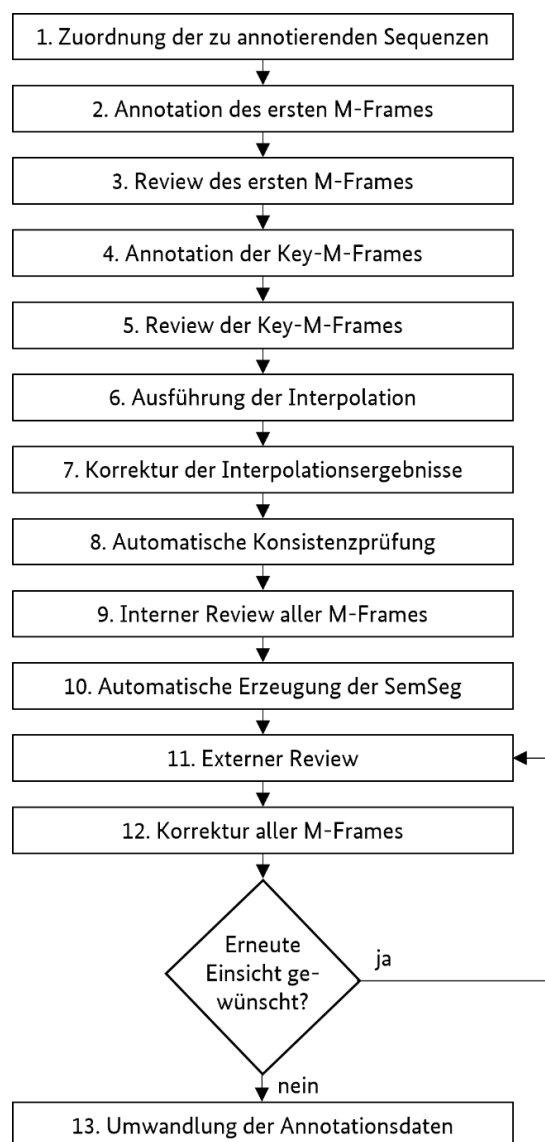 1. Zuordnung der zu annotierenden Sequenzen
2. Annotation des ersten M-Frames
3. Review des ersten M-Frames
4. Annotation der Key-M-Frames
5. Review der Key-M-Frames
6. Ausführung der Interpolation
7. Korrektur der Interpolationsergebnisse
8. Automatische Konsistenzprüfung
9. Interner Review aller M-Frames
10. Automatische Erzeugung der SemSeg
11. Externer Review
12. Korrektur aller M-Frames
Erneute
Einsicht ge-
wünscht?
ja
nein
13. Umwandlung der Annotationsdaten